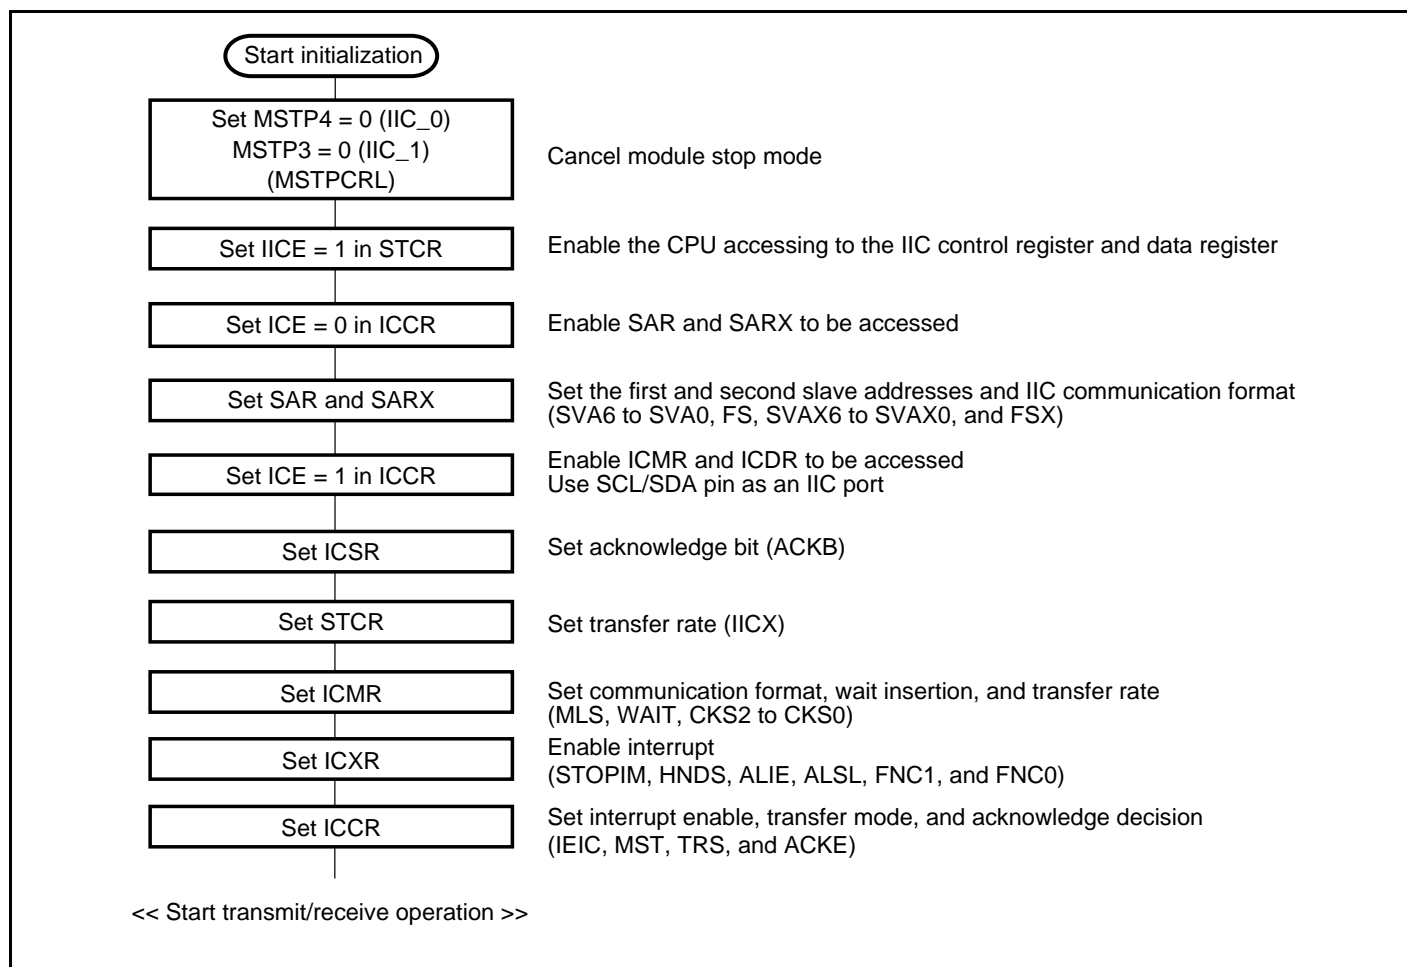 Start initialization
Set MSTP4 = 0 (IIC_0)
MSTP3 = 0 (IIC_1)
(MSTPCRL)
Cancel module stop mode
Set IICE = 1 in STCR
Enable the CPU accessing to the IIC control register and data register
Set ICE = 0 in ICCR
Enable SAR and SARX to be accessed
Set SAR and SARX
Set the first and second slave addresses and IIC communication format
(SVA6 to SVA0, FS, SVAX6 to SVAX0, and FSX)
Set ICE = 1 in ICCR
Enable ICMR and ICDR to be accessed
Use SCL/SDA pin as an IIC port
Set ICSR
Set acknowledge bit (ACKB)
Set STCR
Set transfer rate (IICX)
Set ICMR
Set communication format, wait insertion, and transfer rate
(MLS, WAIT, CKS2 to CKS0)
Set ICXR
Enable interrupt
(STOPIM, HNDS, ALIE, ALSL, FNC1, and FNC0)
Set ICCR
Set interrupt enable, transfer mode, and acknowledge decision
(IEIC, MST, TRS, and ACKE)
<< Start transmit/receive operation >>